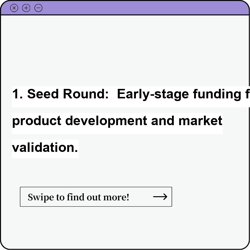 1. Seed Round:  Early-stage funding f
product development and market
validation.
Swipe to find out more!